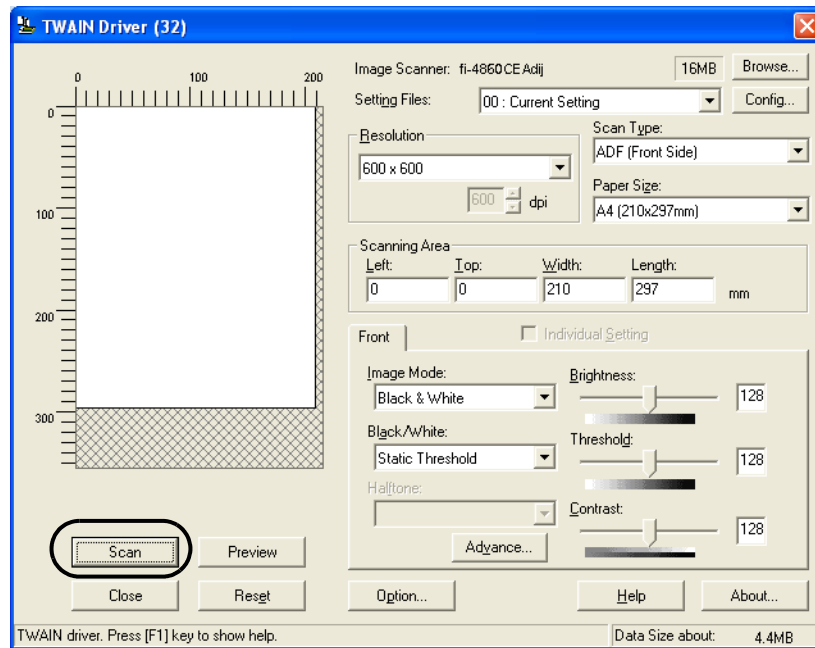 TWAIN Driver (32)
0 100 200
0
100
200
300
Image Scanner: fi-4860CEAdij 16MB Browse...
Setting Files: 00 : Current Setting Config...
Resolution
600 x 600
600 dpi
Scan Type:
ADF (Front Side)
Paper Size:
A4 (210x297mm)
Scanning Area
Left: Top: Width: Length:
0 0 210 297 mm
Front Individual Setting
Image Mode:
Black & White
Black/White:
Static Threshold
Halftone:
Advance...
Brightness:
128
Threshold:
128
Contrast:
128
Scan Preview
Close Reset Option... Help About...
TWAIN driver. Press [F1] key to show help. Data Size about: 4.4MB